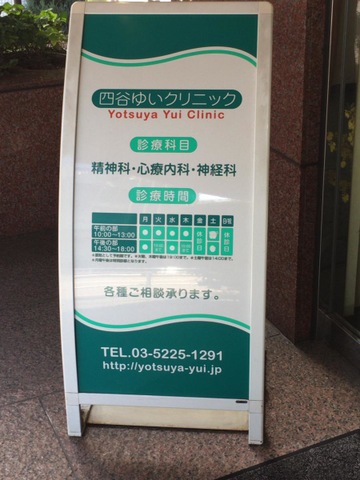 四谷ゆいクリニック
Yotsuya Yui Clinic
診療科目
精神科・心療内科・神経科
診療時間
月 火 水 木 金 土 日・祝
午前の部
10:00～13:00
午後の部
14:30～18:00
休診日
各種ご相談承ります。
TEL.03-5225-1291
http://yotsuya-yui.jp